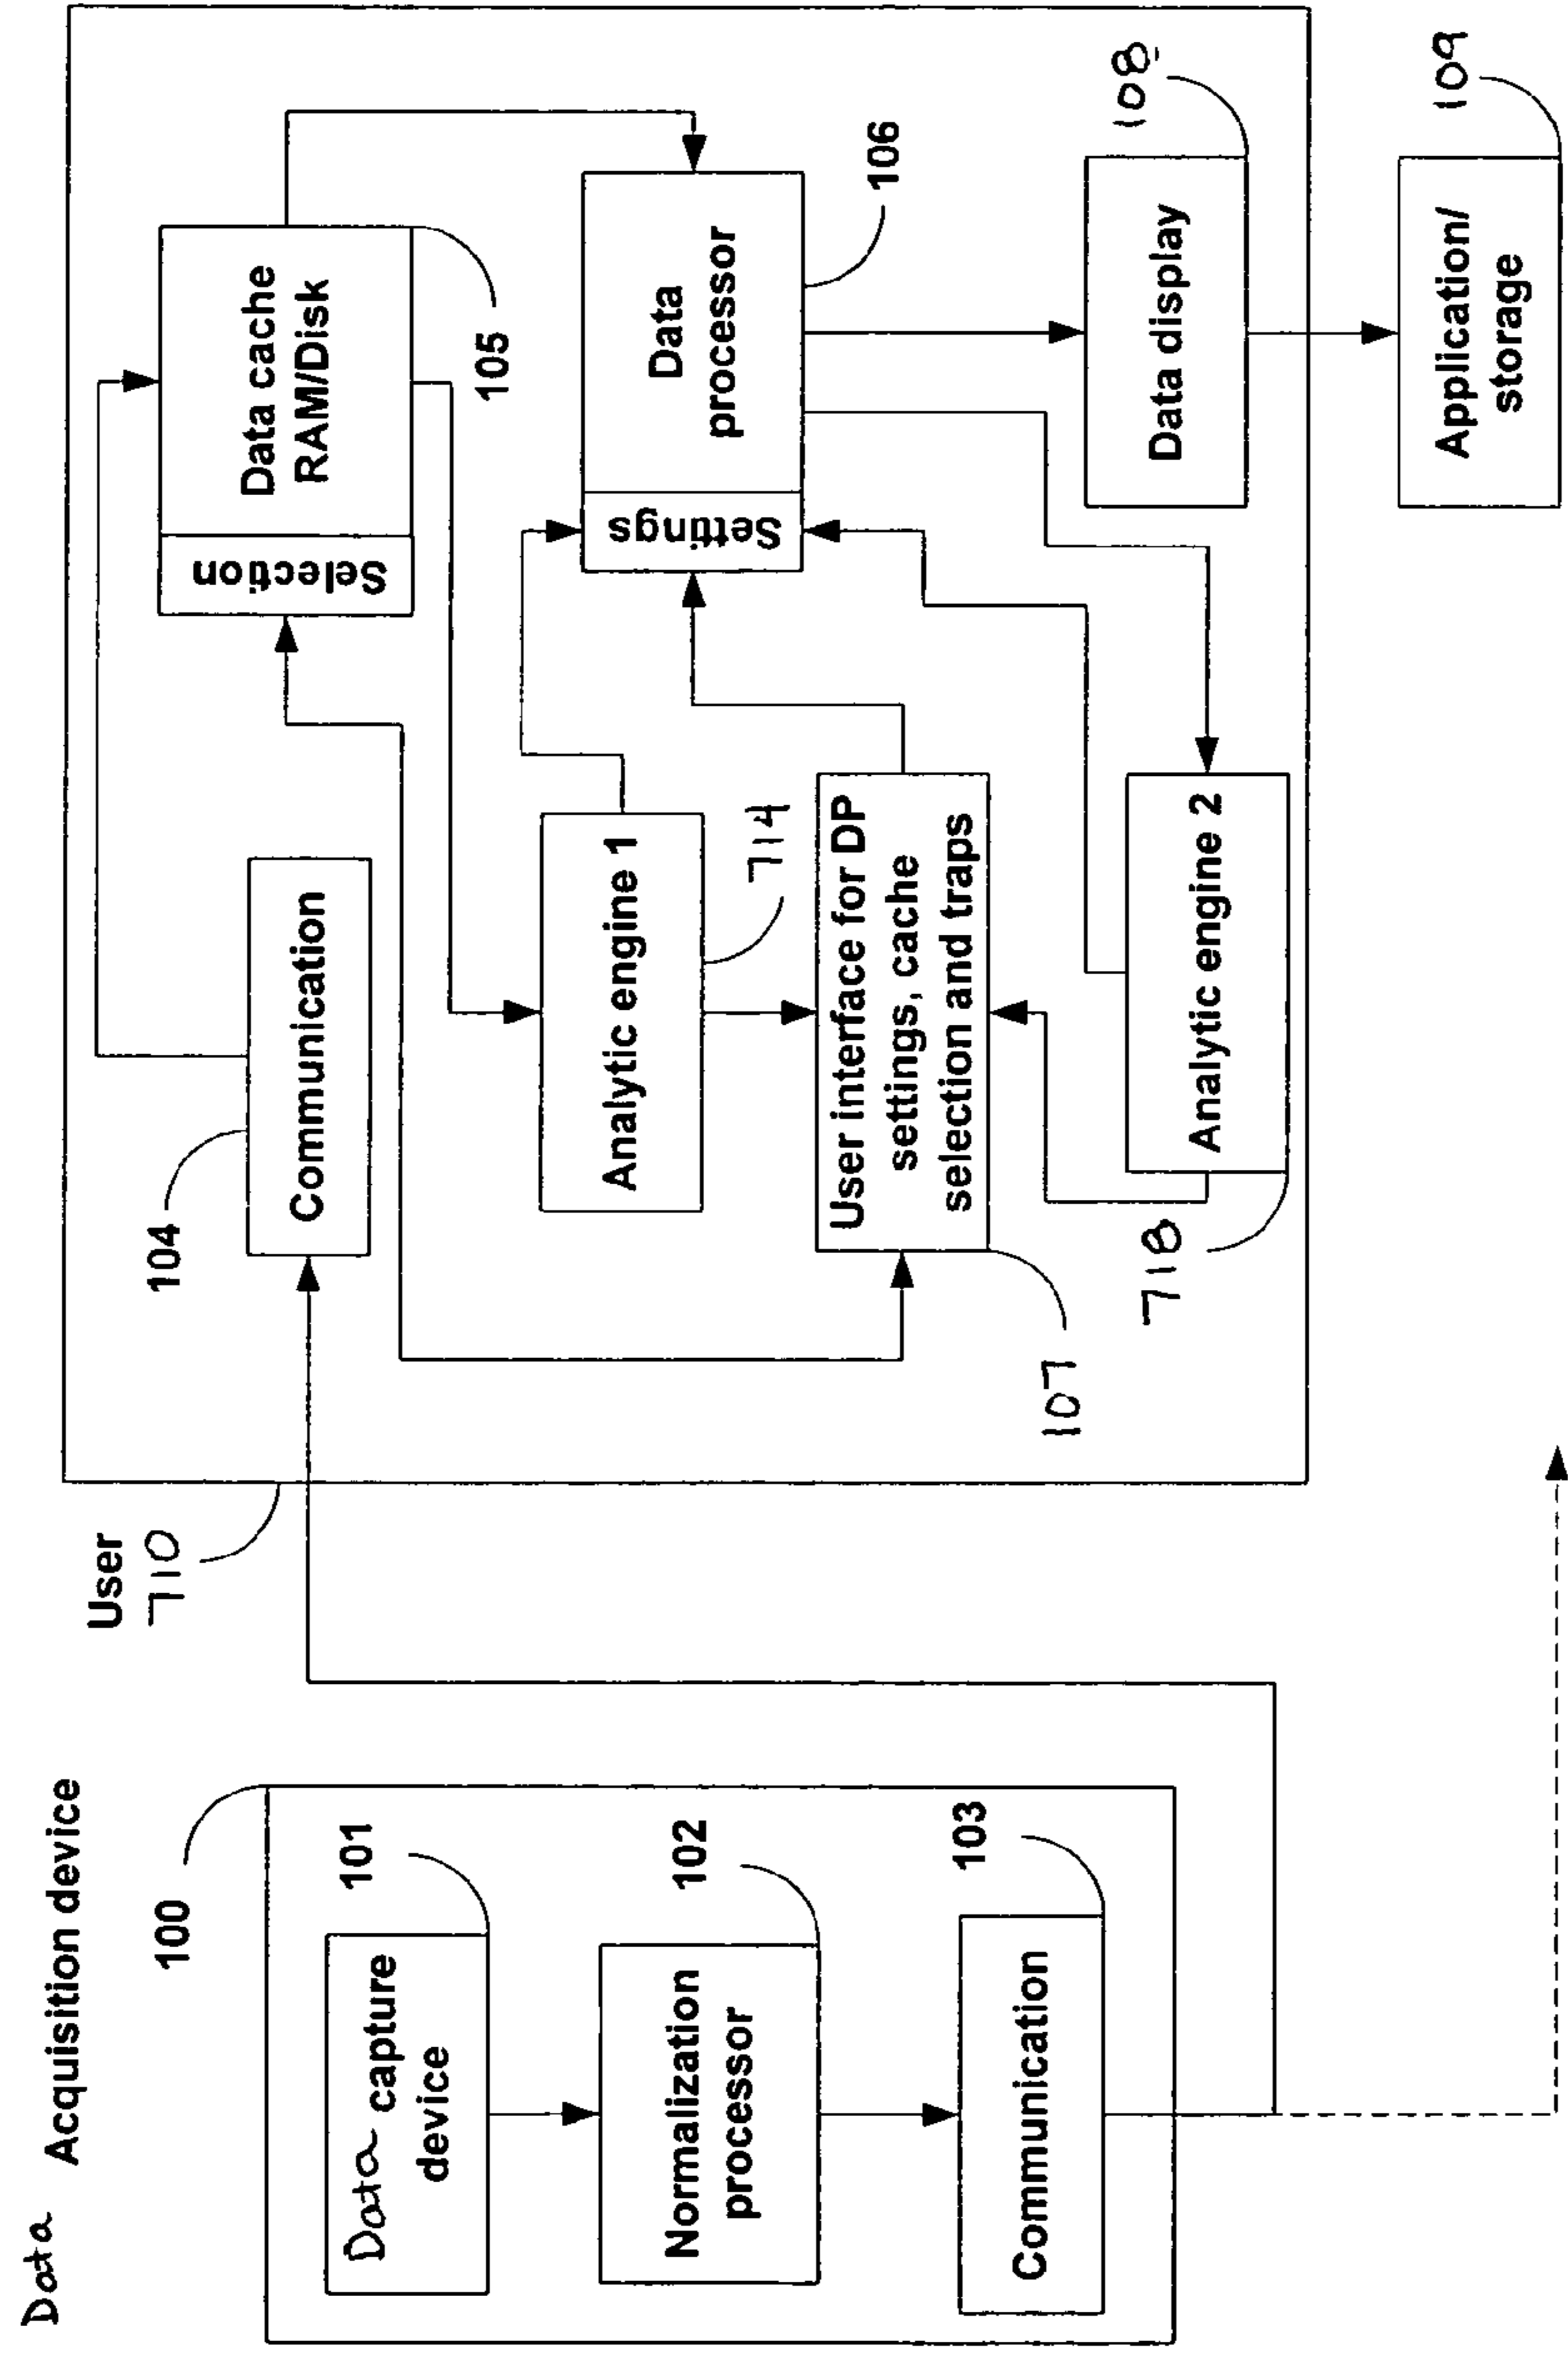 Data Acquisition device
100
Data capture
device
101
Normalization
processor
102
Communication
103
User
710
104
Communication
Selection
Data cache
RAM/Disk
105
Analytic engine 1
714
Settings
Data
processor
106
User interface for DP
settings, cache
selection and traps
107
Analytic engine 2
718
Data display
108
Application/
storage
109